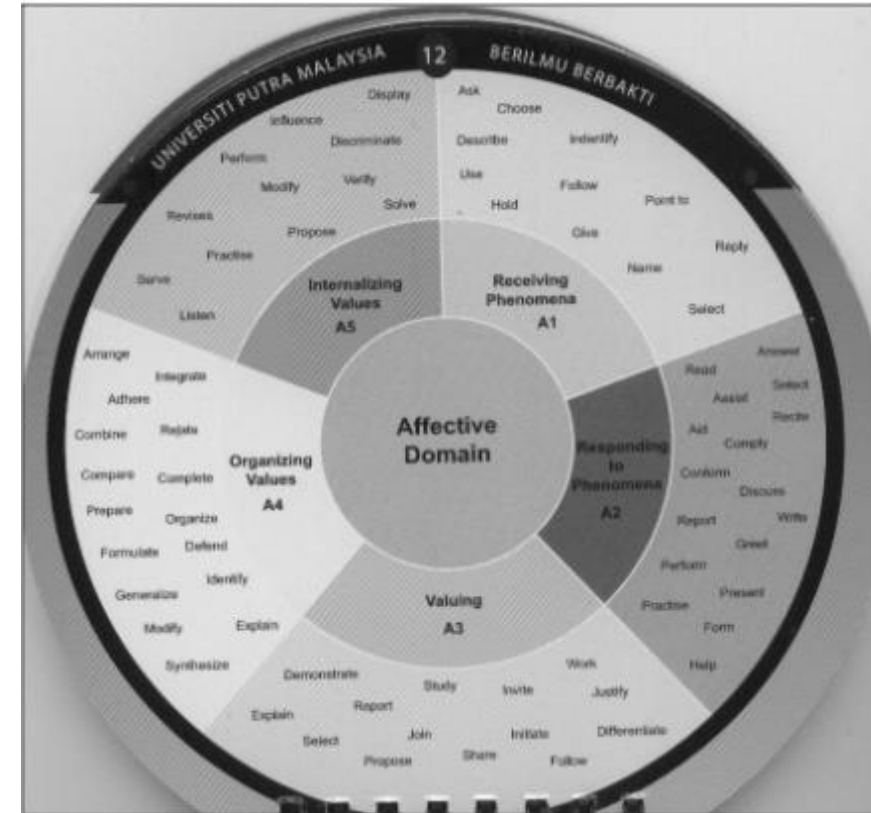 UNIVERSITI PUTRA MALAYSIA
12
BERILMU BERBAKTI
Affective
Domain
Receiving
Phenomena
A1
Ask
Choose
Describe
Indentify
Use
Follow
Hold
Point to
Give
Reply
Name
Select
Responding
to
Phenomena
A2
Answer
Read
Select
Assist
Recite
Aid
Comply
Conform
Discuss
Report
Write
Greet
Perform
Present
Practise
Form
Help
Valuing
A3
Work
Demonstrate
Study
Invite
Justify
Report
Explain
Select
Join
Initiate
Differentiate
Propose
Share
Follow
Organizing
Values
A4
Arrange
Integrate
Adhere
Combine
Relate
Compare
Complete
Prepare
Organize
Formulate
Defend
Identify
Generalize
Modify
Explain
Synthesize
Internalizing
Values
A5
Display
Influence
Discriminate
Perform
Verify
Modify
Solve
Revises
Propose
Practise
Serve
Listen